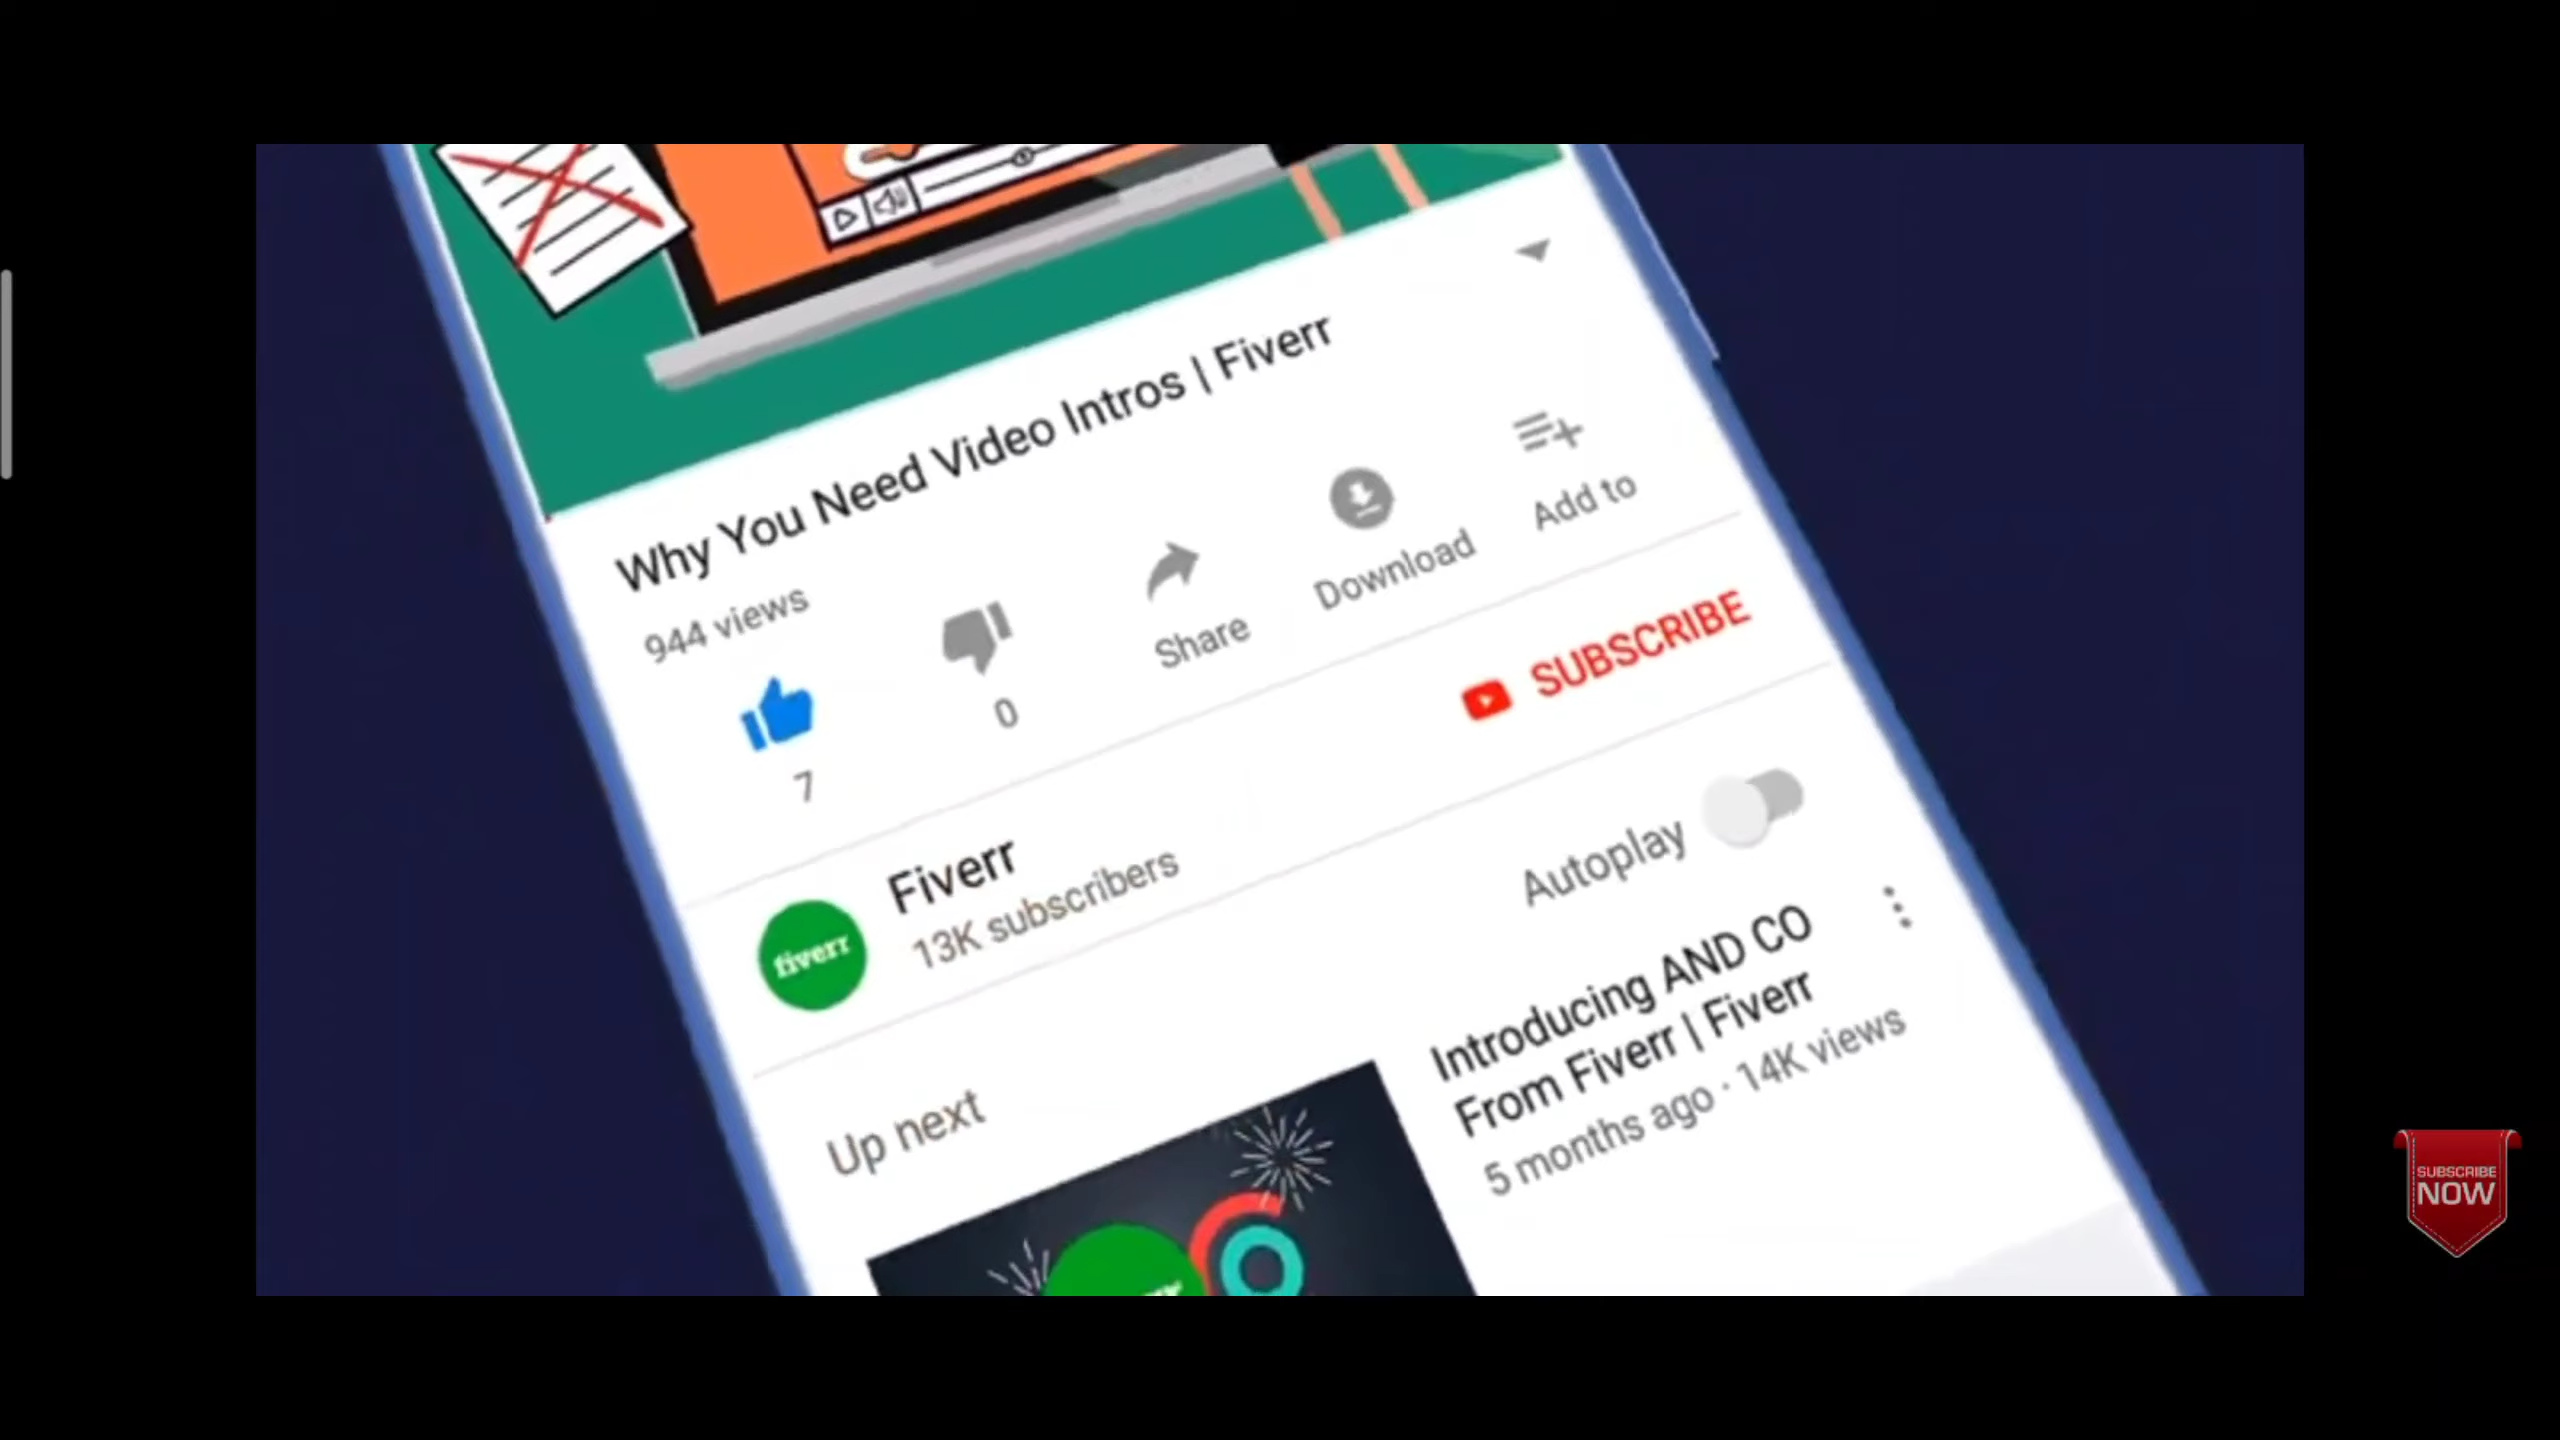 Why You Need Video Intros | Fiverr
944 views
7
0
Share
Download
Add to
fiverr
Fiverr
13K subscribers
SUBSCRIBE
Autoplay
Up next
Introducing AND CO
From Fiverr | Fiverr
5 months ago · 14K views
SUBSCRIBE
NOW